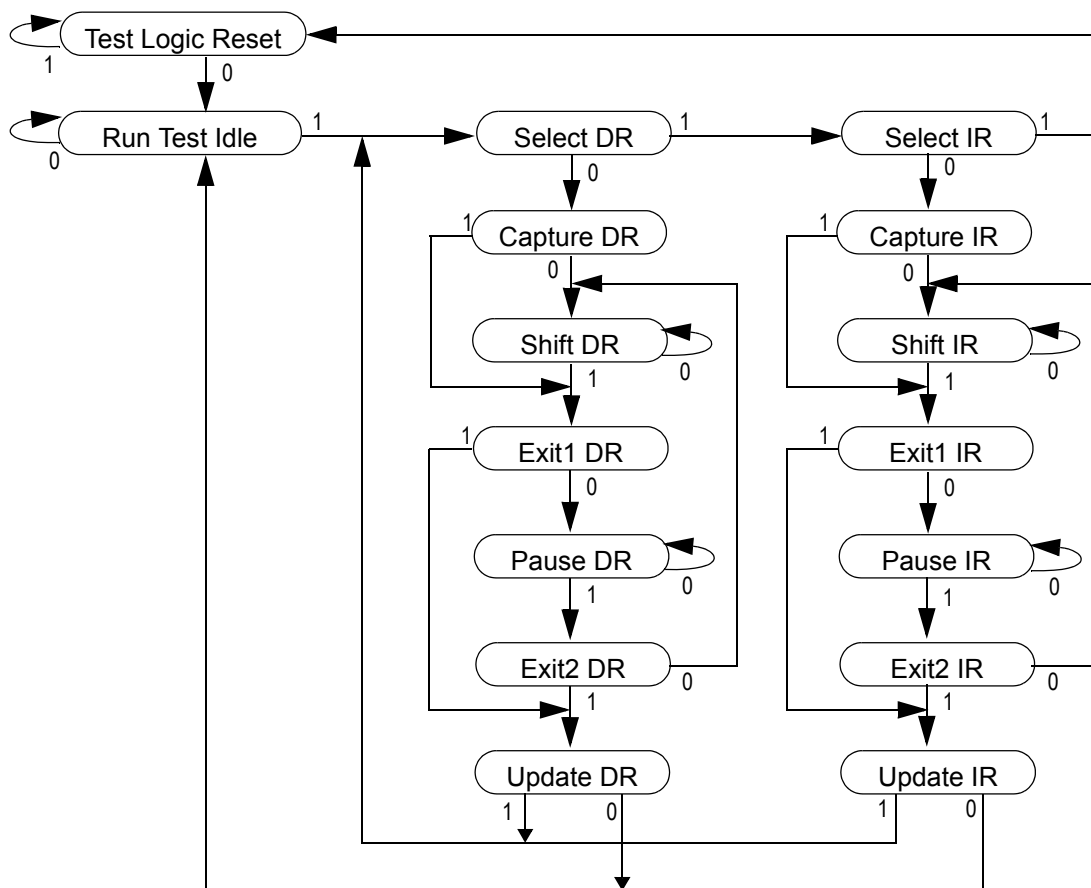 Test Logic Reset
1
0
Run Test Idle
1
Select DR
1
Select IR
1
0
0
0
1
Capture DR
1
Capture IR
0
0
Shift DR
Shift IR
0
0
1
1
1
Exit1 DR
1
Exit1 IR
0
0
Pause DR
Pause IR
0
0
1
1
Exit2 DR
Exit2 IR
0
0
1
1
Update DR
Update IR
1
0
1
0